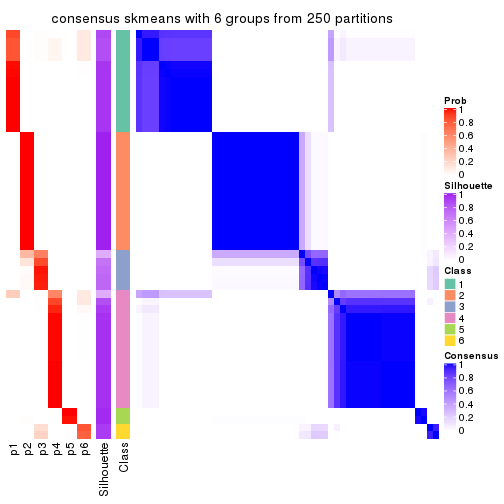 consensus skmeans with 6 groups from 250 partitions
Prob
1
0.8
0.6
0.4
0.2
0
Silhouette
1
0.8
0.6
0.4
0.2
0
Class
1
2
3
4
5
6
Consensus
1
0.8
0.6
0.4
0.2
0
p1
p2
p3
p4
p5
p6
Silhouette
Class